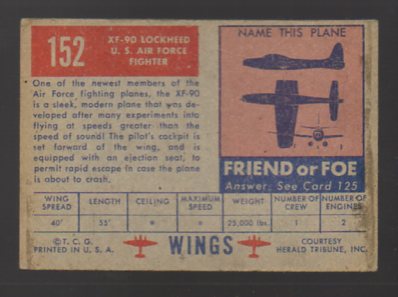 152
XF-90 LOCKHEED
U. S. AIR FORCE
FIGHTER
One of the newest members of the
Air Force fighting planes, the XF-90
is a sleek, modern plane that was de-
veloped after many experiments into
flying at speeds greater than the
speed of sound! The pilot's cockpit is
set forward of the wing, and is
equipped with an ejection seat, to
permit rapid escape in case the plane
is about to crash.
NAME THIS PLANE
FRIEND or FOE
Answer: See Card 125
WING SPREAD LENGTH CEILING MAXIMUM SPEED WEIGHT NUMBER OF CREW NUMBER OF ENGINES
40' 55' * * 25,000 lbs. 1 2
© T. C. G.
PRINTED IN U. S. A.
WINGS
COURTESY
HERALD TRIBUNE, INC.